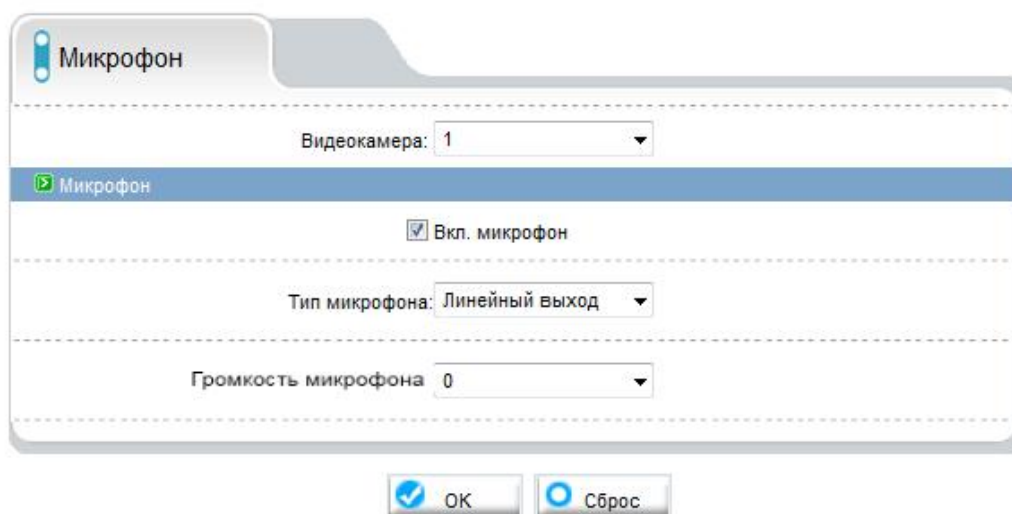 Микрофон
Видеокамера: 1
Микрофон
Вкл. микрофон
Тип микрофона: Линейный выход
Громкость микрофона 0
OK Сброс